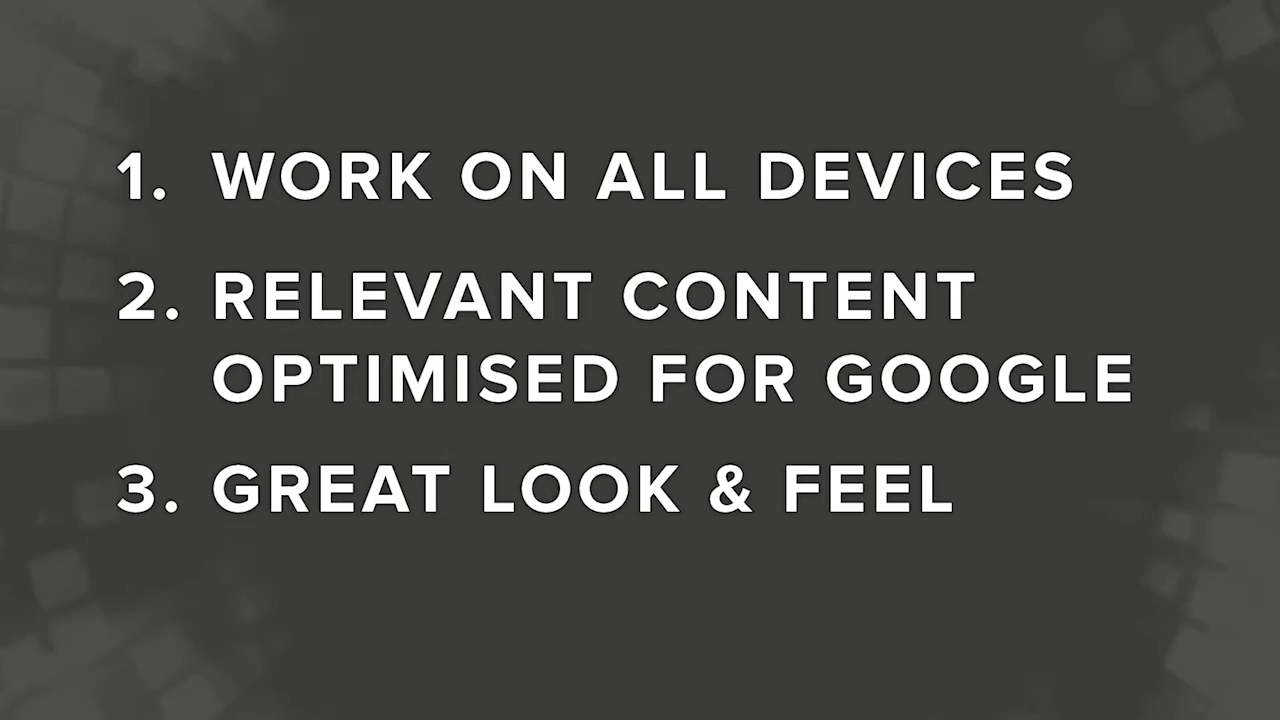 1. WORK ON ALL DEVICES
2. RELEVANT CONTENT
OPTIMISED FOR GOOGLE
3. GREAT LOOK & FEEL